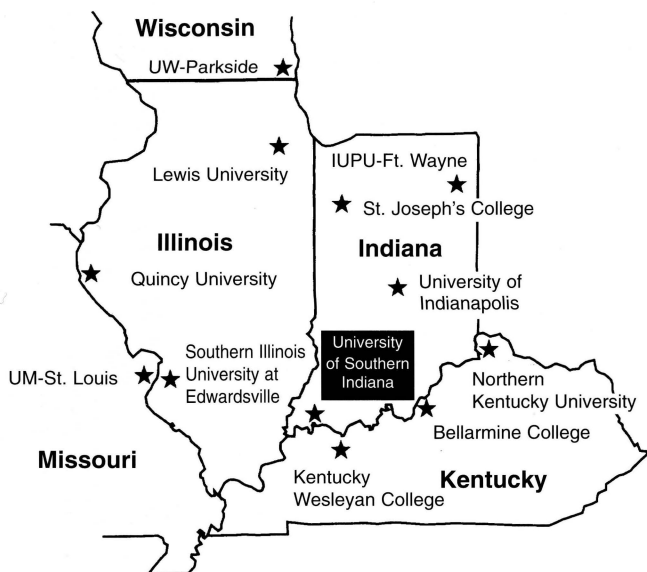 Wisconsin
UW-Parkside
IUPU-Ft. Wayne
Lewis University
St. Joseph's College
Illinois
Indiana
Quincy University
University of
Indianapolis
University
of Southern
Indiana
Southern Illinois
University at
Edwardsville
UM-St. Louis
Northern
Kentucky University
Bellarmine College
Missouri
Kentucky
Wesleyan College
Kentucky